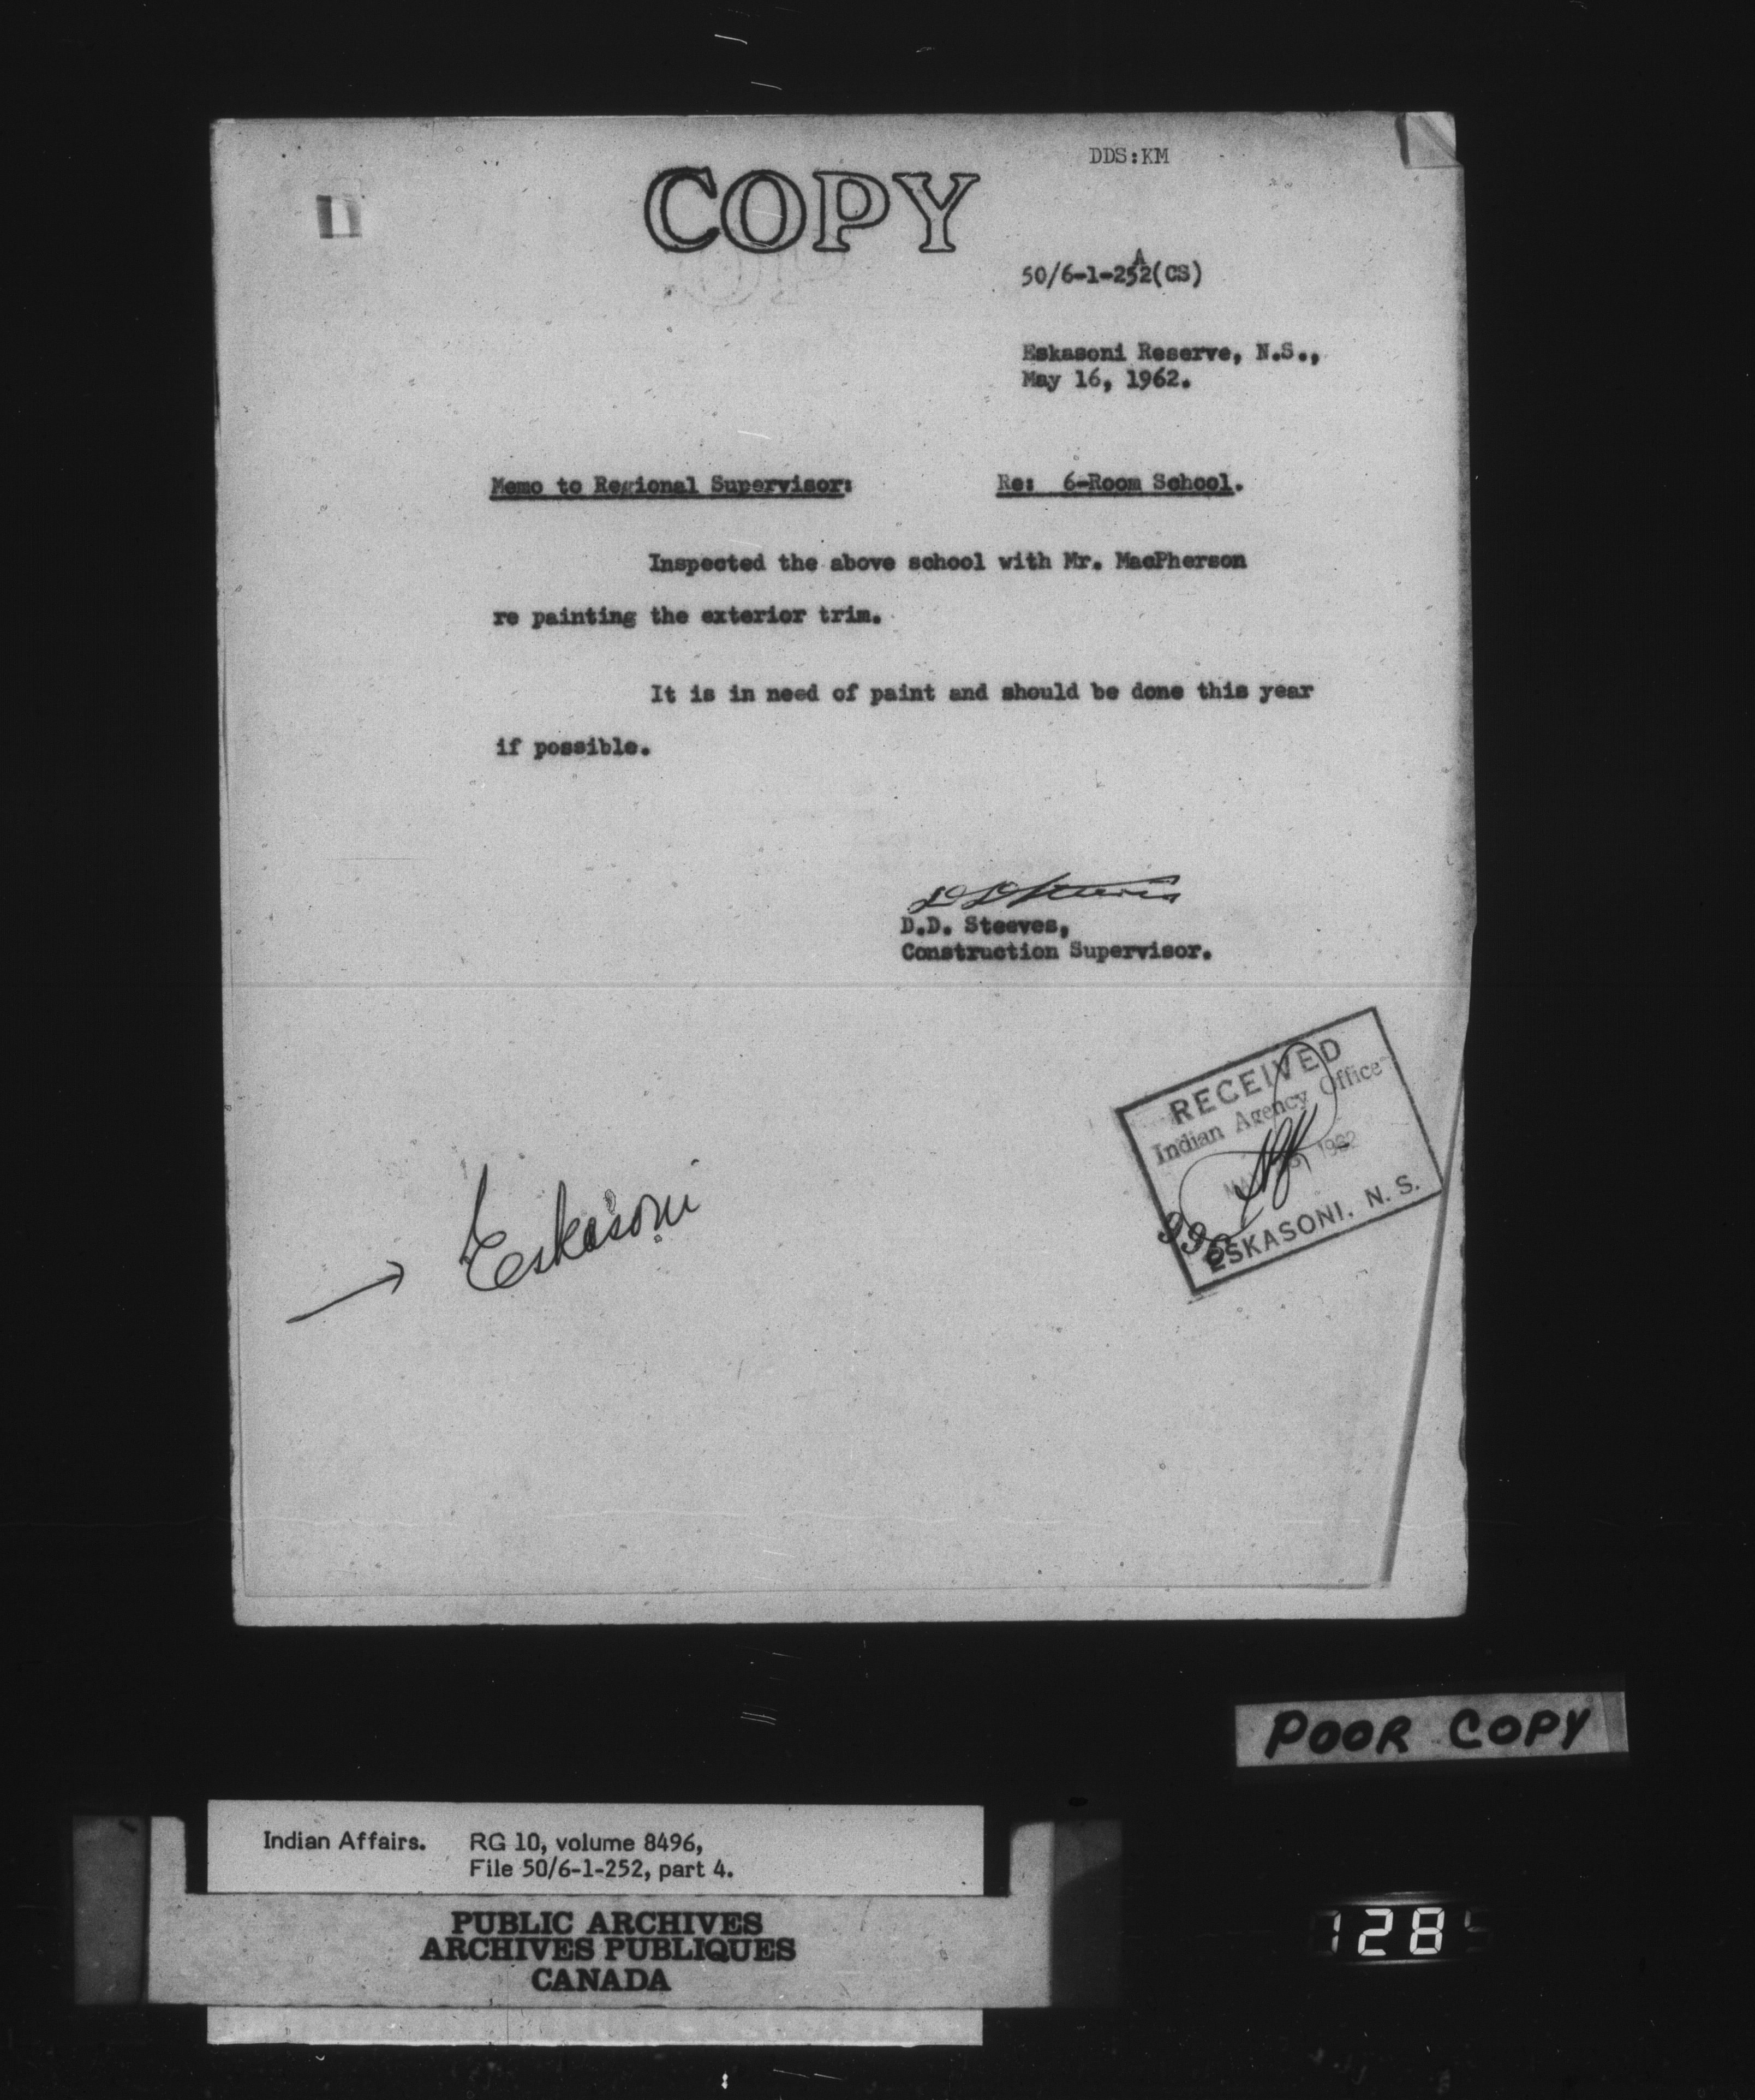 DDS:KM
COPY
A
50/6-1-252(CS)
Eskasoni Reserve, N.S.,
May 16, 1962.
Memo to Regional Supervisor: Re: 6-Room School.
Inspected the above school with Mr. MacPherson
re painting the exterior trim.
It is in need of paint and should be done this year
if possible.
D D Steeves
D.D. Steeves,
Construction Supervisor.
RECEIVED
Indian Agency Office
1962
ESKASONI, N. S.
Eskasoni
POOR COPY
Indian Affairs. RG 10, volume 8496,
File 50/6-1-252, part 4.
PUBLIC ARCHIVES
ARCHIVES PUBLIQUES
CANADA
128